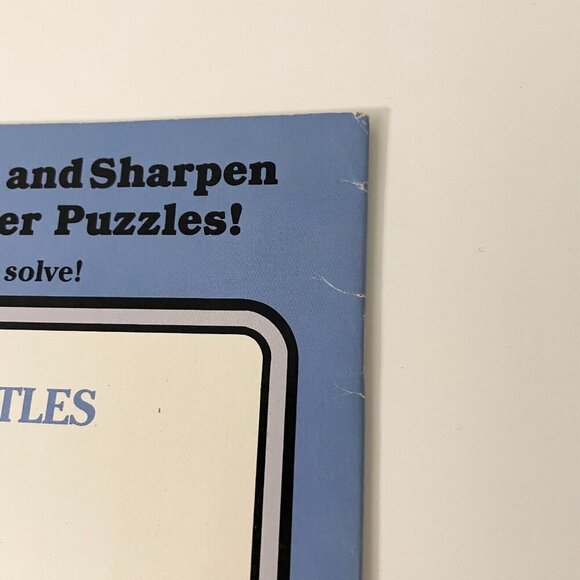 and Sharpen
er Puzzles!
solve!
TLES